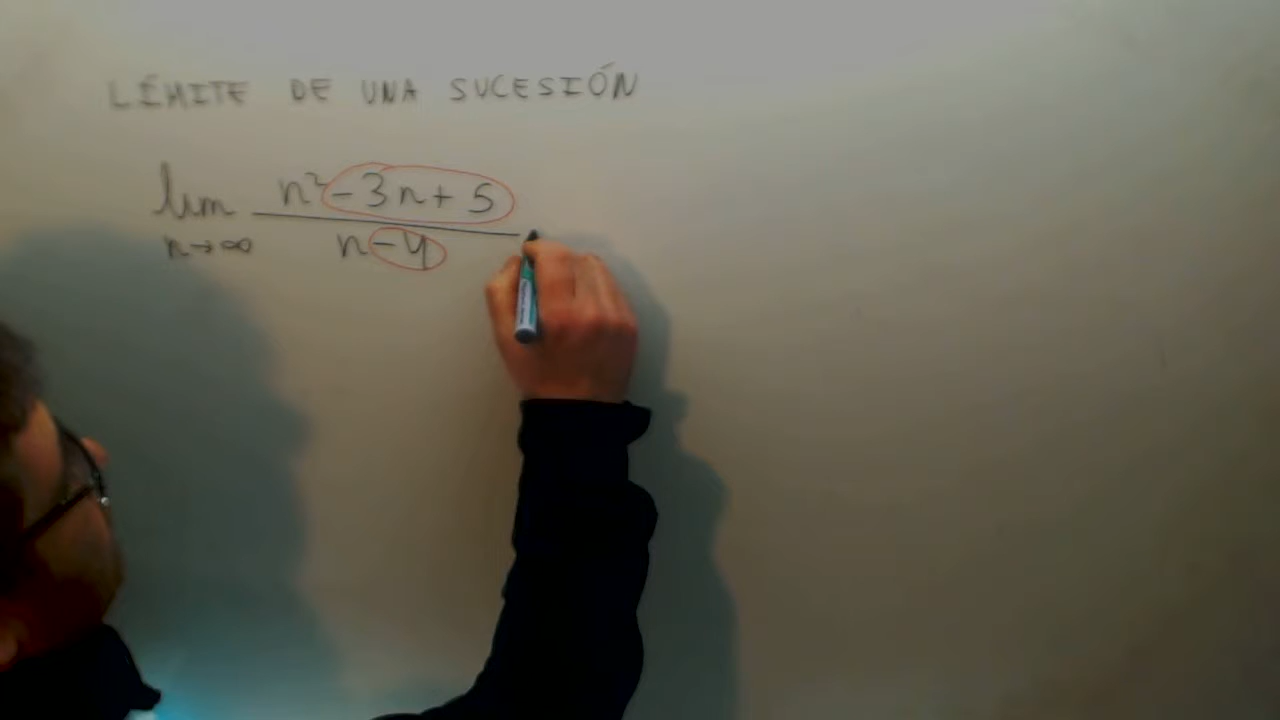 LÍMITE DE UNA SUCESIÓN
lim n² - 3n + 5
n→∞ n - 4